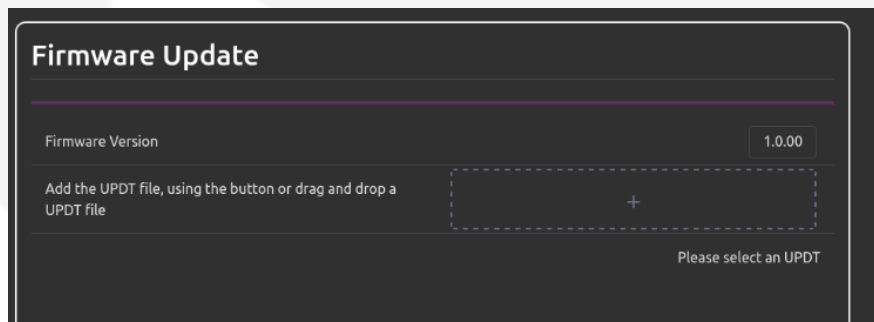 Firmware Update
Firmware Version
1.0.00
Add the UPDT file, using the button or drag and drop a
UPDT file
+
Please select an UPDT